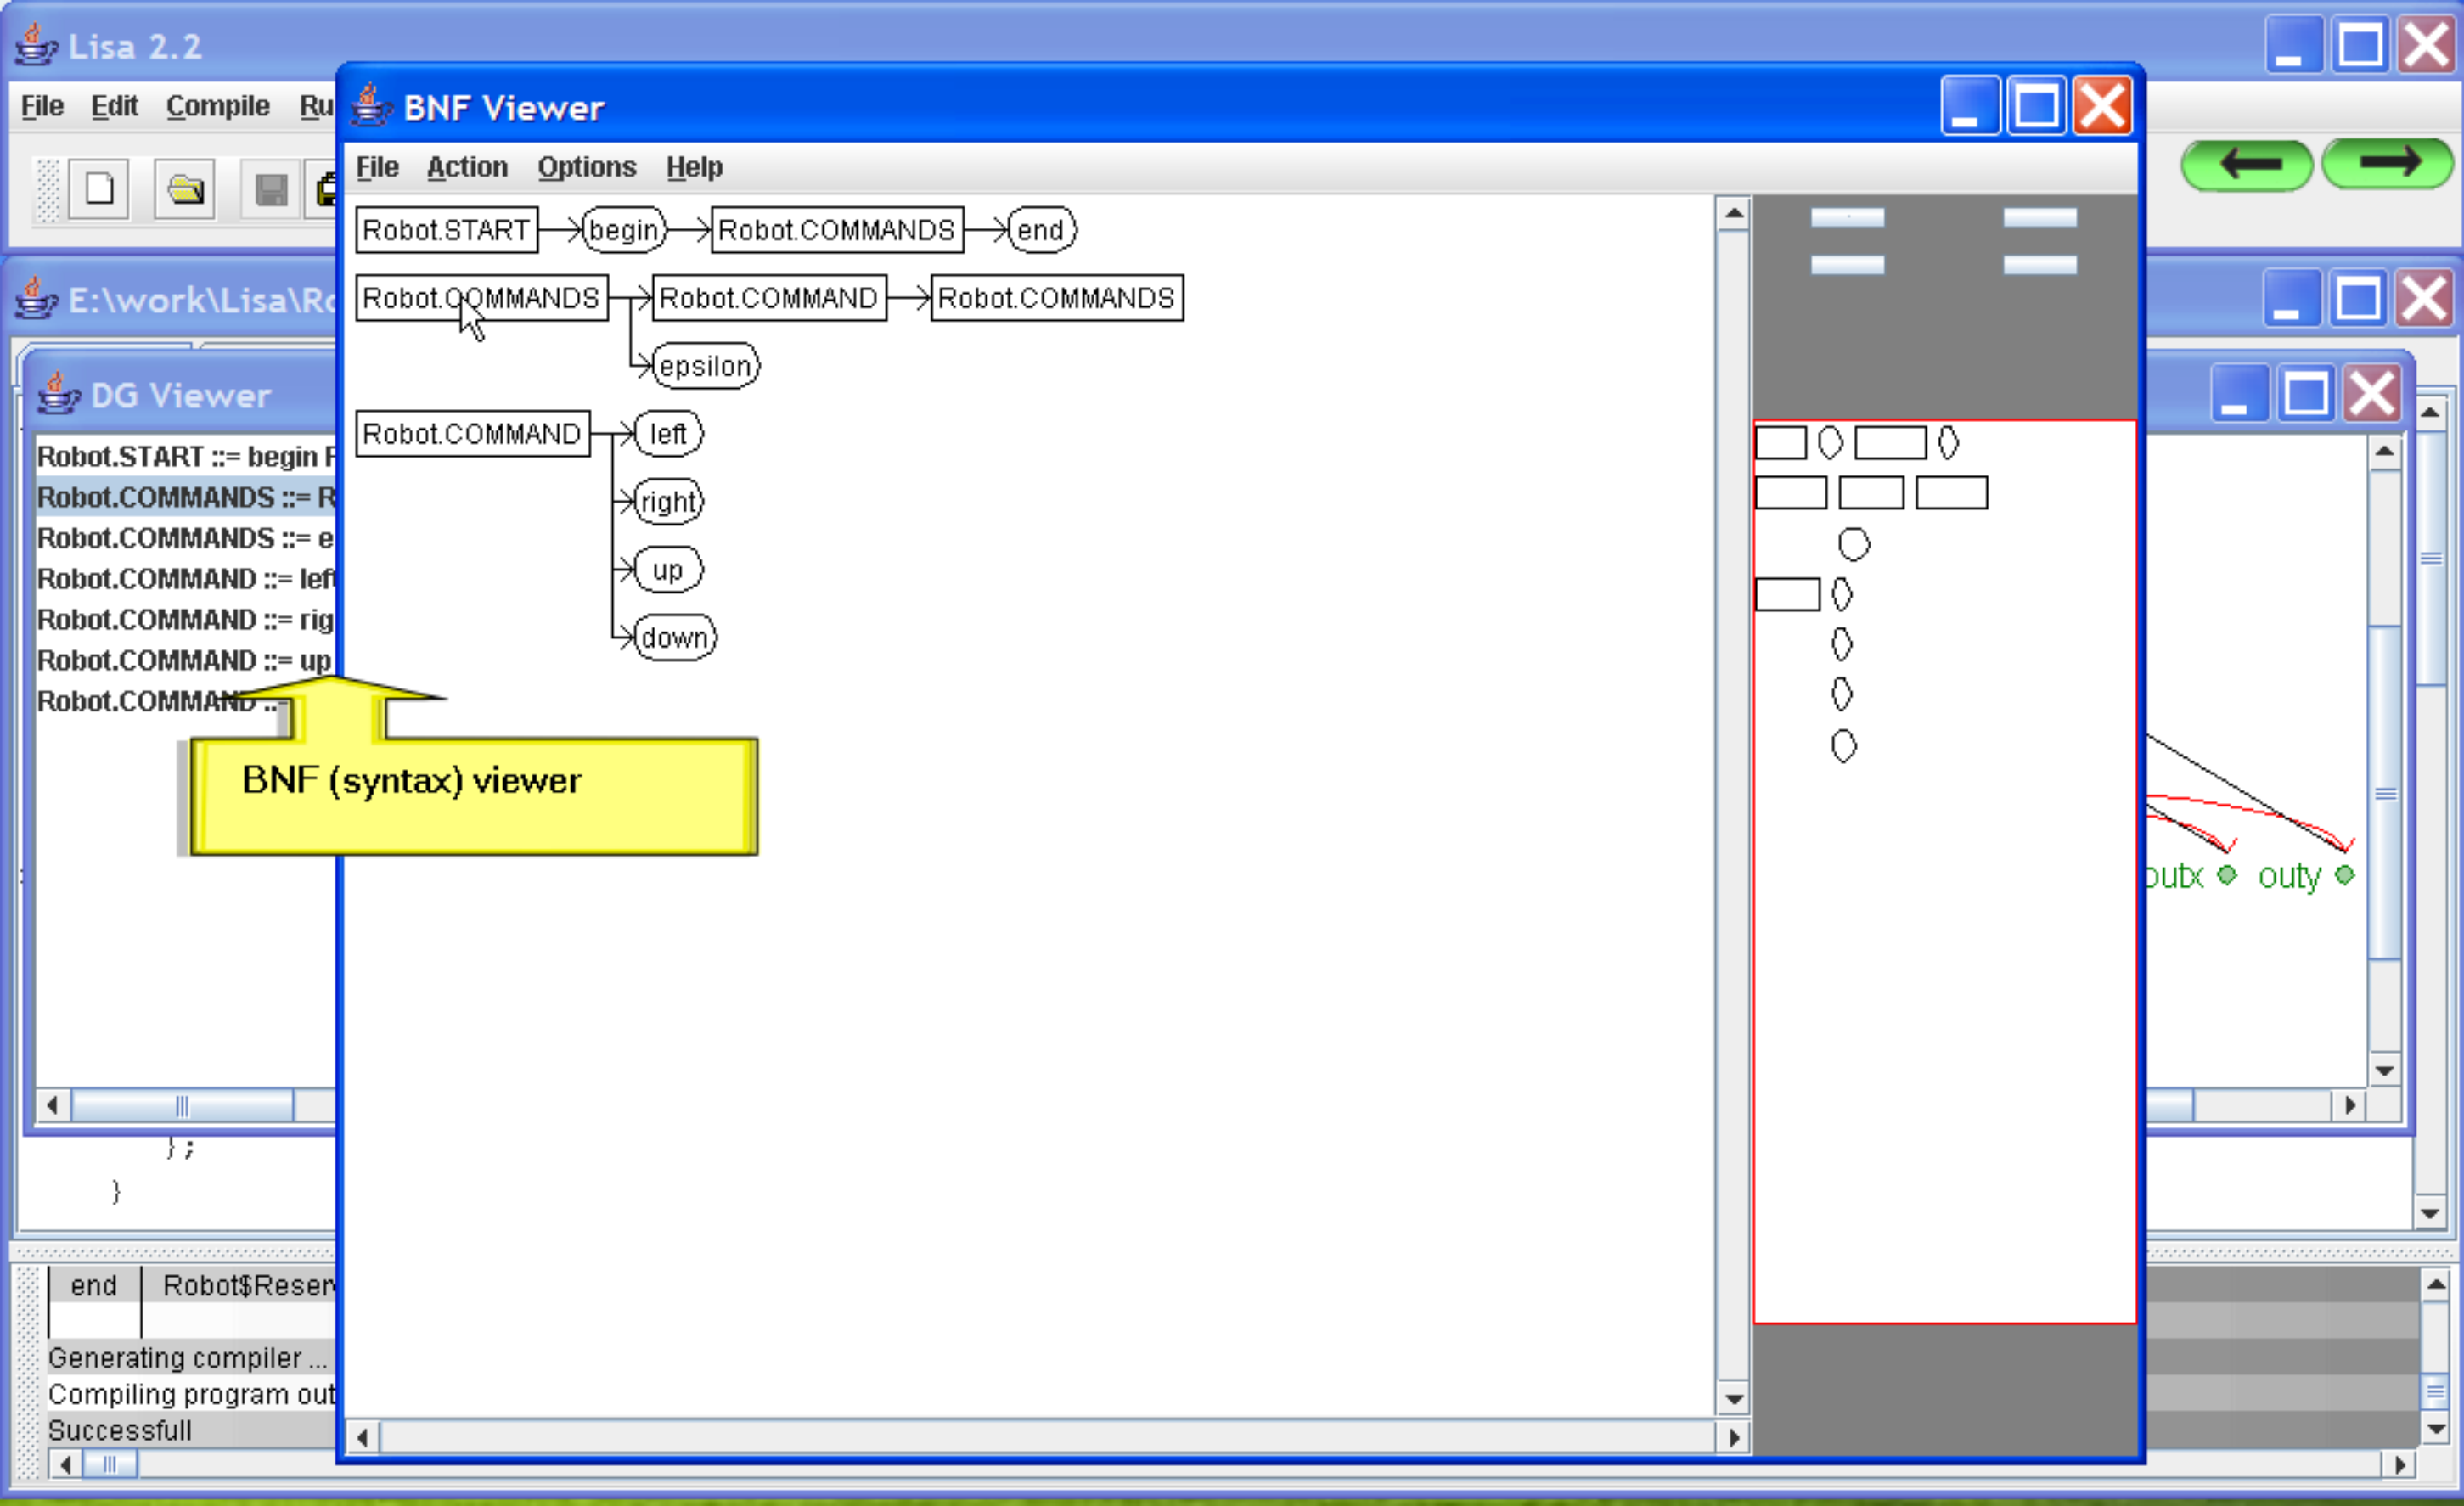 Lisa 2.2
File Edit Compile Ru
BNF Viewer
File Action Options Help
Robot.START begin Robot.COMMANDS end
Robot.COMMANDS Robot.COMMAND Robot.COMMANDS
epsilon
Robot.COMMAND left
right
up
down
E:\work\Lisa\Ro
DG Viewer
Robot.START ::= begin R
Robot.COMMANDS ::= R
Robot.COMMANDS ::= e
Robot.COMMAND ::= left
Robot.COMMAND ::= rig
Robot.COMMAND ::= up
Robot.COMMAND ::=
BNF (syntax) viewer
outx outy
};
}
end Robot$Reser
Generating compiler ...
Compiling program out
Successfull